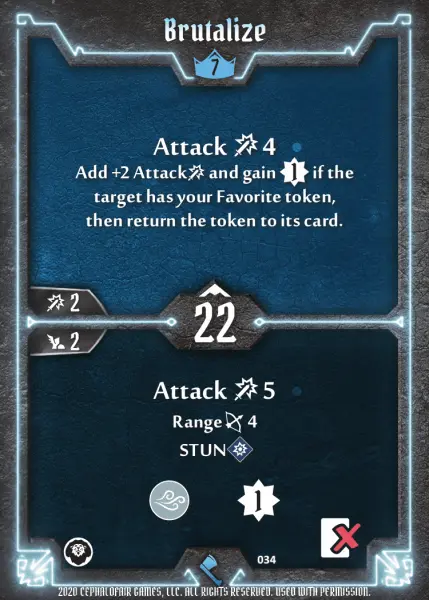 Brutalize
7
Attack 4
Add +2 Attack and gain 1 if the
target has your Favorite token,
then return the token to its card.
2
22
2
Attack 5
Range 4
STUN
1
034
2020 CEPHALOFAIR GAMES, LLC. ALL RIGHTS RESERVED. USED WITH PERMISSION.